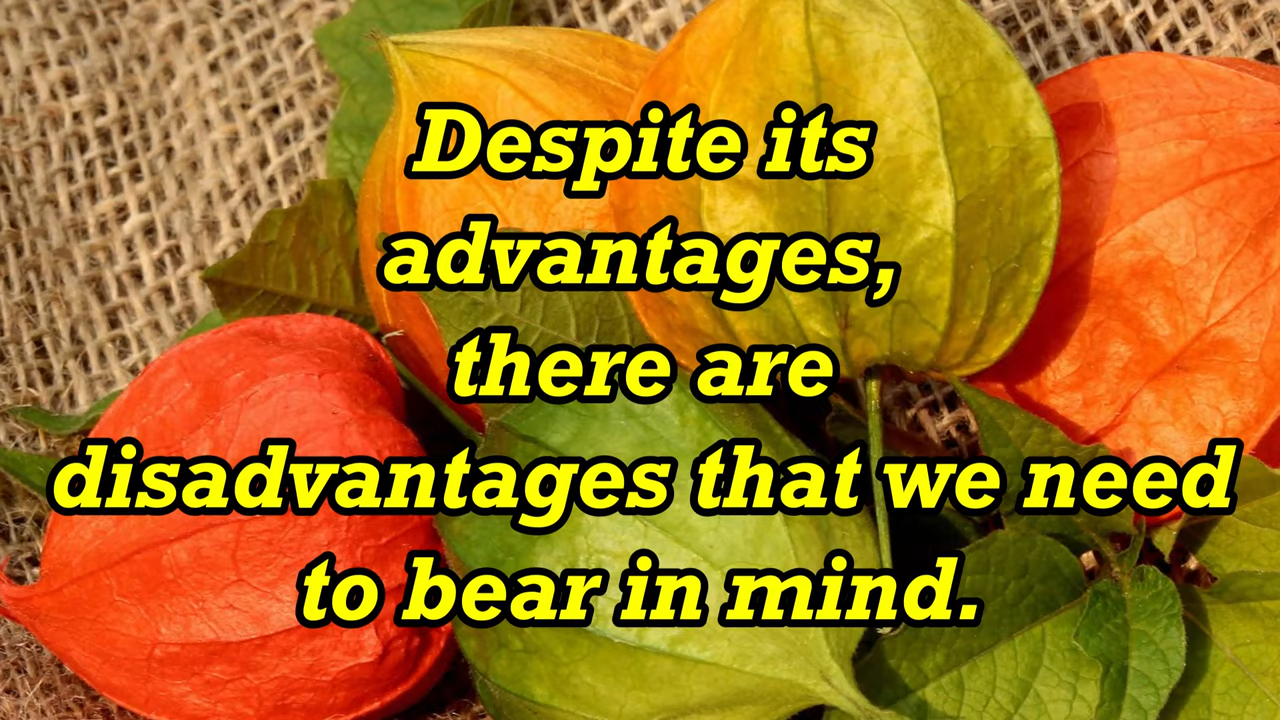 Despite its
advantages,
there are
disadvantages that we need
to bear in mind.